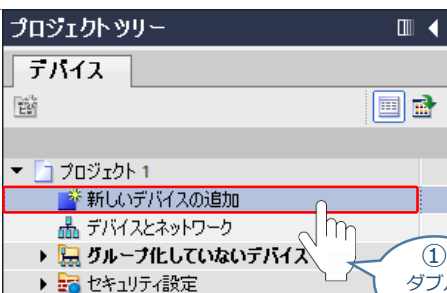 プロジェクトツリー
デバイス
プロジェクト 1
新しいデバイスの追加
デバイスとネットワーク
グループ化していないデバイス
セキュリティ設定
①
ダブ